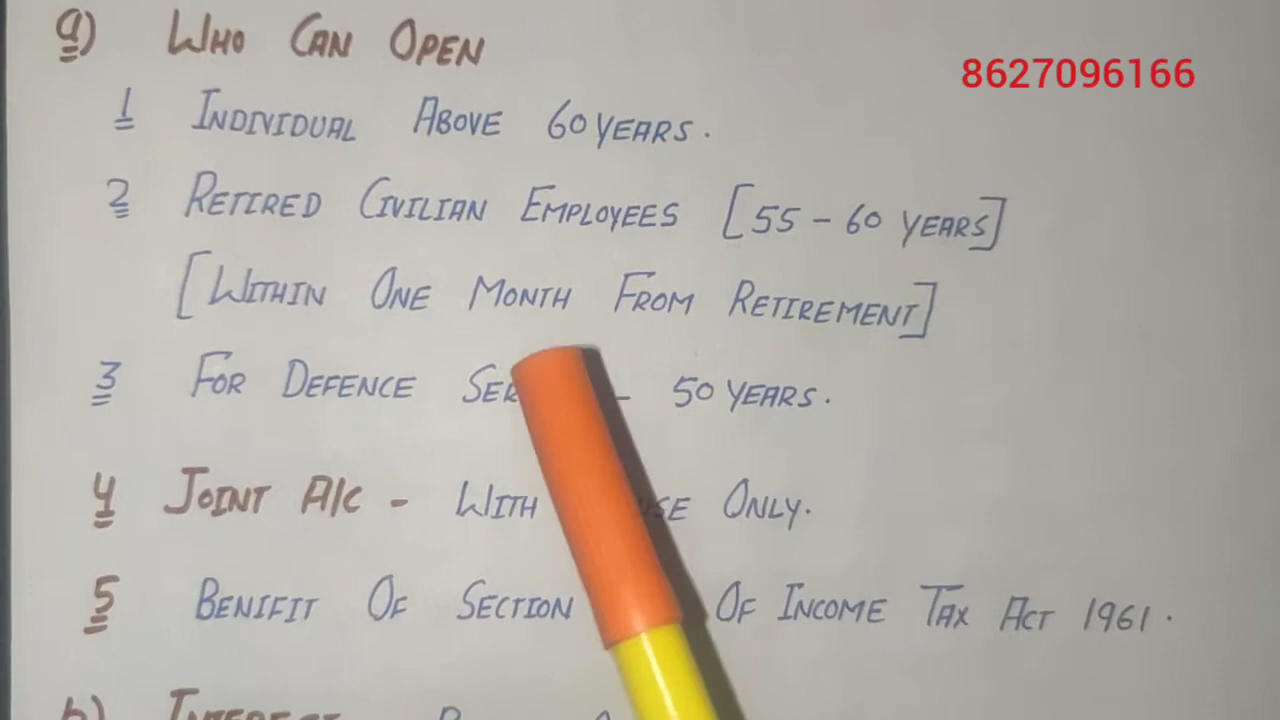 a) WHO CAN OPEN
8627096166
1 INDIVIDUAL ABOVE 60 YEARS.
2 RETIRED CIVILIAN EMPLOYEES [55 - 60 YEARS]
[WITHIN ONE MONTH FROM RETIREMENT]
3 FOR DEFENCE - 50 YEARS.
4 JOINT A/C - WITH ONLY.
5 BENIFIT OF SECTION OF INCOME TAX ACT 1961.
b) INTEREST